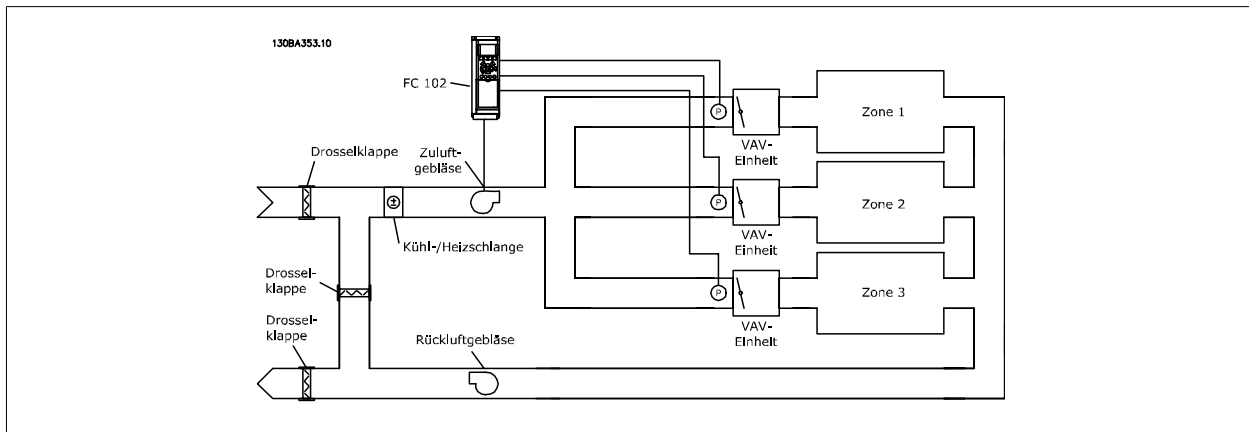 130BA353.10
FC 102
Drosselklappe
Zuluft-
gebläse
Kühl-/Heizschlange
Drossel-
klappe
Drossel-
klappe
Rückluftgebläse
P
VAV-
Einheit
Zone 1
P
VAV-
Einheit
Zone 2
P
VAV-
Einheit
Zone 3